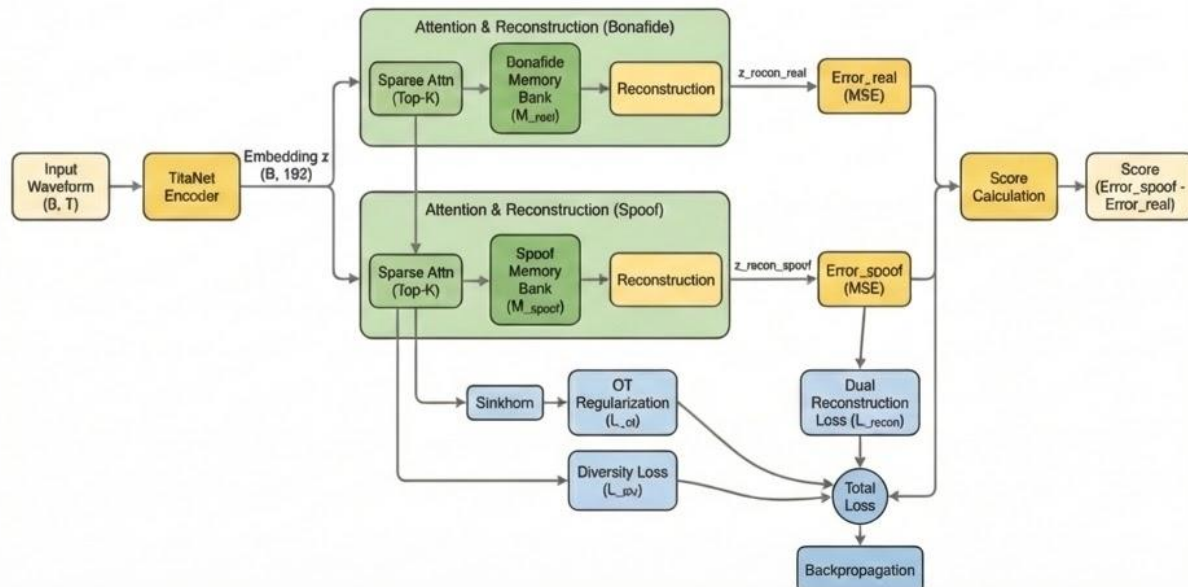 Attention & Reconstruction (Bonafide)
Sparse Attn
(Top-K)
Bonafide
Memory
Bank
Reconstruction
z_rocon_real
Error_real
(MSE)
Input
Waveform
(B, T)
TitaNet
Encoder
Embedding z
(B, 192)
Attention & Reconstruction (Spoof)
Sparse Attn
(Top-K)
Memory
Bank
Reconstruction
Error_spoof
(MSE)
Score
Calculation
Score
(Error_spoof -
Error_real)
Sinkhorn
OT
Regularization
Diversity Loss
Dual
Reconstruction
Loss (L_recon)
Total
Loss
Backpropagation